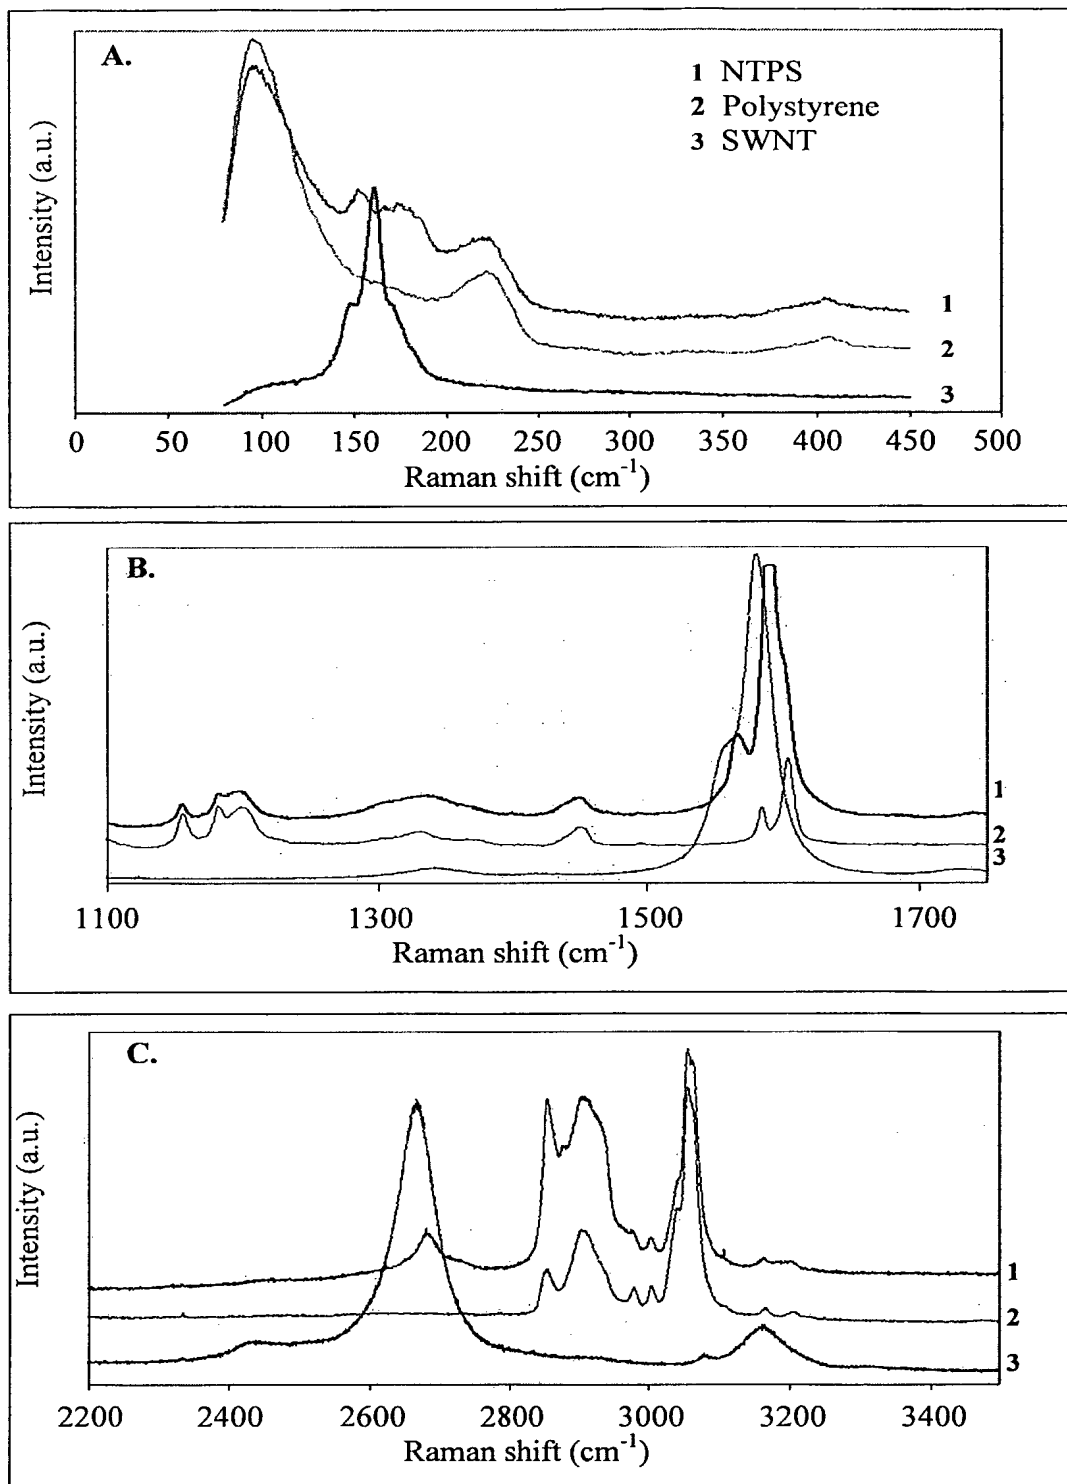 A.
1 NTPS
2 Polystyrene
3 SWNT
Intensity (a.u.)
1
2
3
0 50 100 150 200 250 300 350 400 450 500
Raman shift (cm⁻¹)
B.
Intensity (a.u.)
1
2
3
1100 1300 1500 1700
Raman shift (cm⁻¹)
C.
Intensity (a.u.)
1
2
3
2200 2400 2600 2800 3000 3200 3400
Raman shift (cm⁻¹)